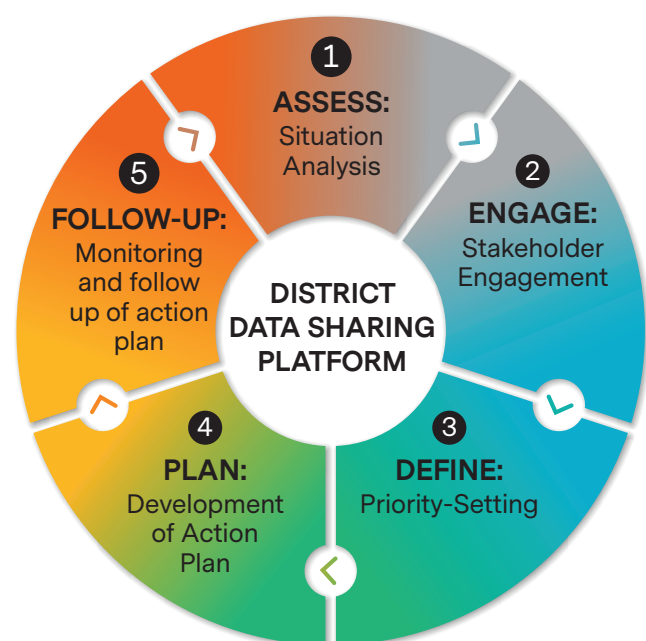 1
ASSESS:
Situation
Analysis
2
ENGAGE:
Stakeholder
Engagement
3
DEFINE:
Priority-Setting
4
PLAN:
Development
of Action
Plan
5
FOLLOW-UP:
Monitoring
and follow
up of action
plan
DISTRICT
DATA SHARING
PLATFORM